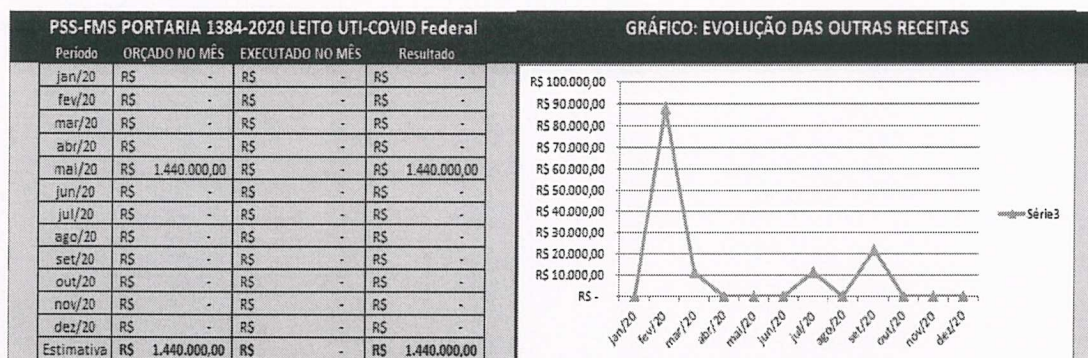 PSS-FMS PORTARIA 1384-2020 LEITO UTI-COVID Federal
Período ORÇADO NO MÊS EXECUTADO NO MÊS Resultado
jan/20 R$ - R$ - R$ -
fev/20 R$ - R$ - R$ -
mar/20 R$ - R$ - R$ -
abr/20 R$ - R$ - R$ -
mai/20 R$ 1.440.000,00 R$ - R$ 1.440.000,00
jun/20 R$ - R$ - R$ -
jul/20 R$ - R$ - R$ -
ago/20 R$ - R$ - R$ -
set/20 R$ - R$ - R$ -
out/20 R$ - R$ - R$ -
nov/20 R$ - R$ - R$ -
dez/20 R$ - R$ - R$ -
Estimativa R$ 1.440.000,00 R$ - R$ 1.440.000,00
GRÁFICO: EVOLUÇÃO DAS OUTRAS RECEITAS
R$ 100.000,00
R$ 90.000,00
R$ 80.000,00
R$ 70.000,00
R$ 60.000,00
R$ 50.000,00
R$ 40.000,00
R$ 30.000,00
R$ 20.000,00
R$ 10.000,00
R$ -
jan/20 fev/20 mar/20 abr/20 mai/20 jun/20 jul/20 ago/20 set/20 out/20 nov/20 dez/20
Série3